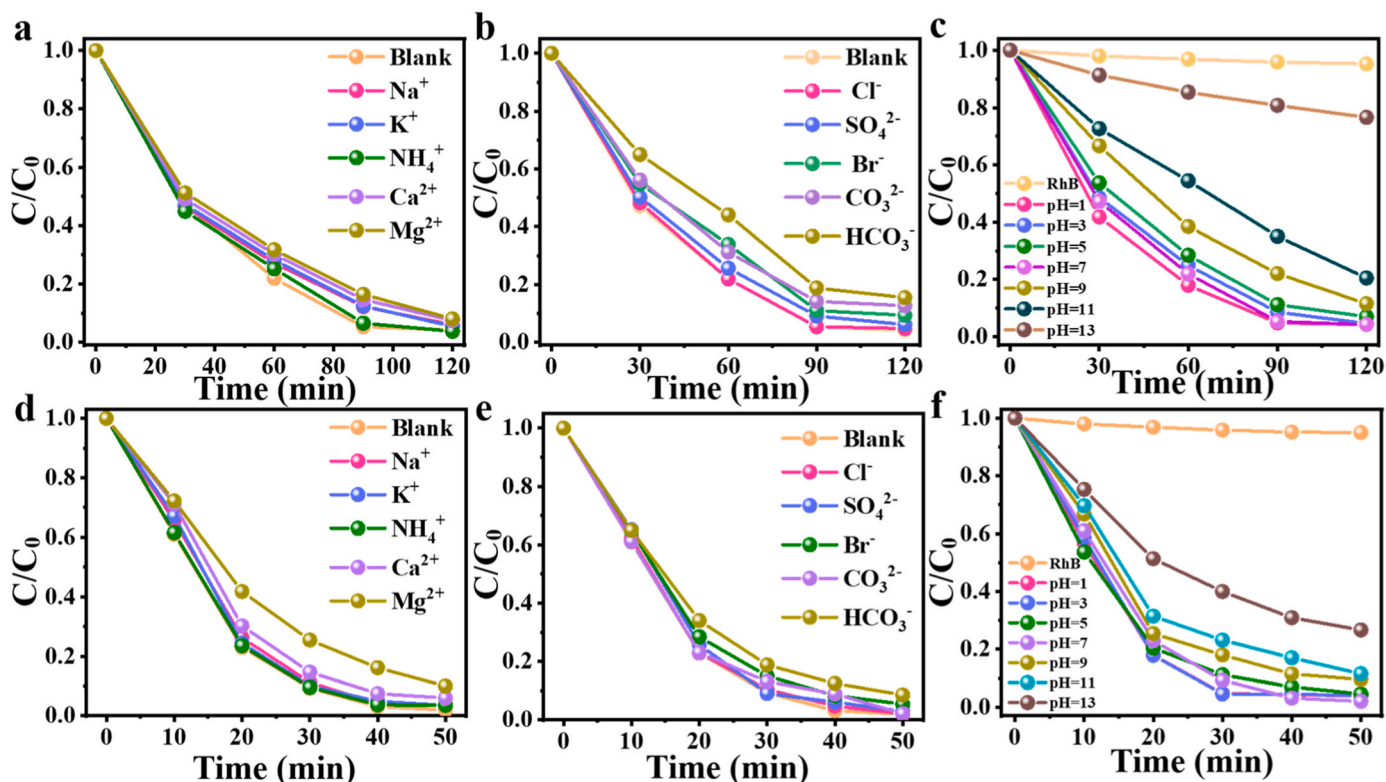 a
C/C₀
1.0
0.8
0.6
0.4
0.2
0.0
Blank
Na⁺
K⁺
NH₄⁺
Ca²⁺
Mg²⁺
0 20 40 60 80 100 120
Time (min)
b
C/C₀
1.0
0.8
0.6
0.4
0.2
0.0
Blank
Cl⁻
SO₄²⁻
Br⁻
CO₃²⁻
HCO₃⁻
0 30 60 90 120
Time (min)
c
C/C₀
1.0
0.8
0.6
0.4
0.2
0.0
RhB
pH=1
pH=3
pH=5
pH=7
pH=9
pH=11
pH=13
0 30 60 90 120
Time (min)
d
C/C₀
1.0
0.8
0.6
0.4
0.2
0.0
Blank
Na⁺
K⁺
NH₄⁺
Ca²⁺
Mg²⁺
0 10 20 30 40 50
Time (min)
e
C/C₀
1.0
0.8
0.6
0.4
0.2
0.0
Blank
Cl⁻
SO₄²⁻
Br⁻
CO₃²⁻
HCO₃⁻
0 10 20 30 40 50
Time (min)
f
C/C₀
1.0
0.8
0.6
0.4
0.2
0.0
RhB
pH=1
pH=3
pH=5
pH=7
pH=9
pH=11
pH=13
0 10 20 30 40 50
Time (min)